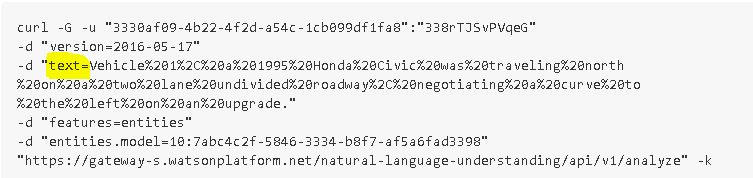 curl -G -u "3330af09-4b22-4f2d-a54c-1cb099df1fa8":"338rTJSvPVqeG"
-d "version=2016-05-17"
-d "text=Vehicle%201%2C%20a%201995%20Honda%20Civic%20was%20traveling%20north
%20on%20a%20two%20lane%20undivided%20roadway%2C%20negotiating%20a%20curve%20to
%20the%20left%20on%20an%20upgrade."
-d "features=entities"
-d "entities.model=10:7abc4c2f-5846-3334-b8f7-af5a6fad3398"
"https://gateway-s.watsonplatform.net/natural-language-understanding/api/v1/analyze" -k